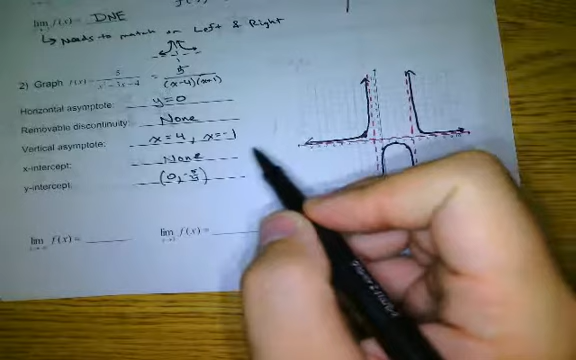 lim f(x) = DNE
↳ Needs to match on Left & Right
2) Graph f(x) = 5/(x² - 3x - 4) = 5/((x-4)(x+1))
Horizontal asymptote: y=0
Removable discontinuity: None
Vertical asymptote: x=4, x=-1
x-intercept: None
y-intercept: (0, -5/4)
lim f(x) = lim f(x) =